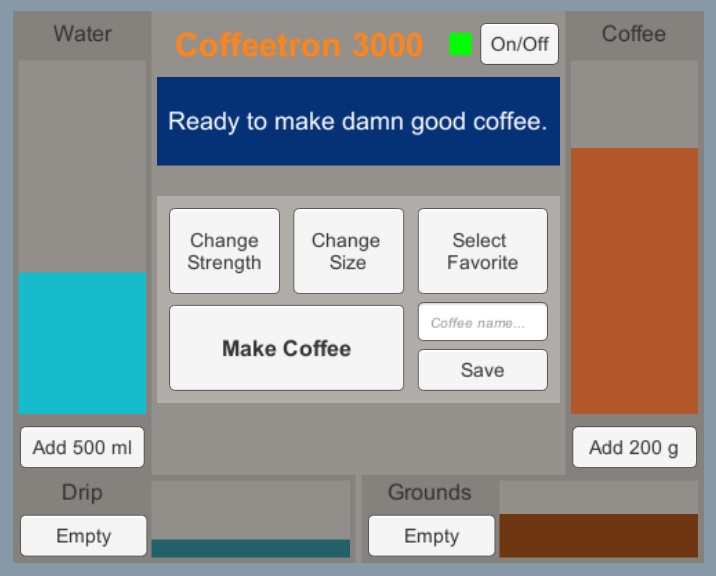 Water
Coffeetron 3000
On/Off
Coffee
Ready to make damn good coffee.
Change
Strength
Change
Size
Select
Favorite
Coffee name...
Make Coffee
Save
Add 500 ml
Add 200 g
Drip
Empty
Grounds
Empty